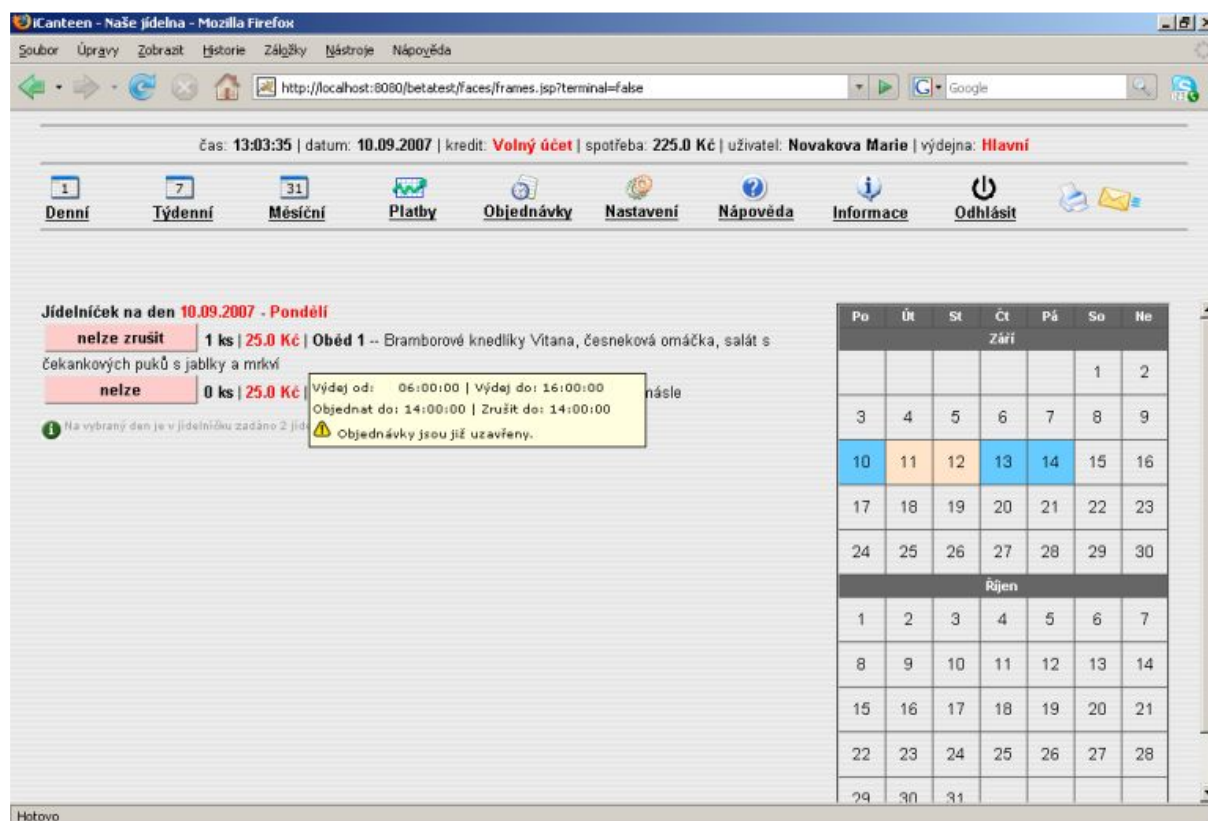 iCanteen - Naše jídelna - Mozilla Firefox
Soubor Úpravy Zobrazit Historie Záložky Nástroje Nápověda
http://localhost:8080/betatest/faces/frames.jsp?terminal=false
Google
čas: 13:03:35 | datum: 10.09.2007 | kredit: Volný účet | spotřeba: 225.0 Kč | uživatel: Novakova Marie | výdejna: Hlavní
1 7 31
Denní Týdenní Měsíční Platby Objednávky Nastavení Nápověda Informace Odhlásit
Jídelníček na den 10.09.2007 - Pondělí
nelze zrušit 1 ks | 25.0 Kč | Oběd 1 -- Bramborové knedlíky Vitana, česneková omáčka, salát s
čekankových puků s jablky a mrkví
nelze 0 ks | 25.0 Kč | násle
Na vybraný den je v jídelníčku zadáno 2 jíd
Výdej od: 06:00:00 | Výdej do: 16:00:00
Objednat do: 14:00:00 | Zrušit do: 14:00:00
Objednávky jsou již uzavřeny.
Po Út St Čt Pá So Ne
Září
1 2
3 4 5 6 7 8 9
10 11 12 13 14 15 16
17 18 19 20 21 22 23
24 25 26 27 28 29 30
Říjen
1 2 3 4 5 6 7
8 9 10 11 12 13 14
15 16 17 18 19 20 21
22 23 24 25 26 27 28
29 30 31
Hotovo